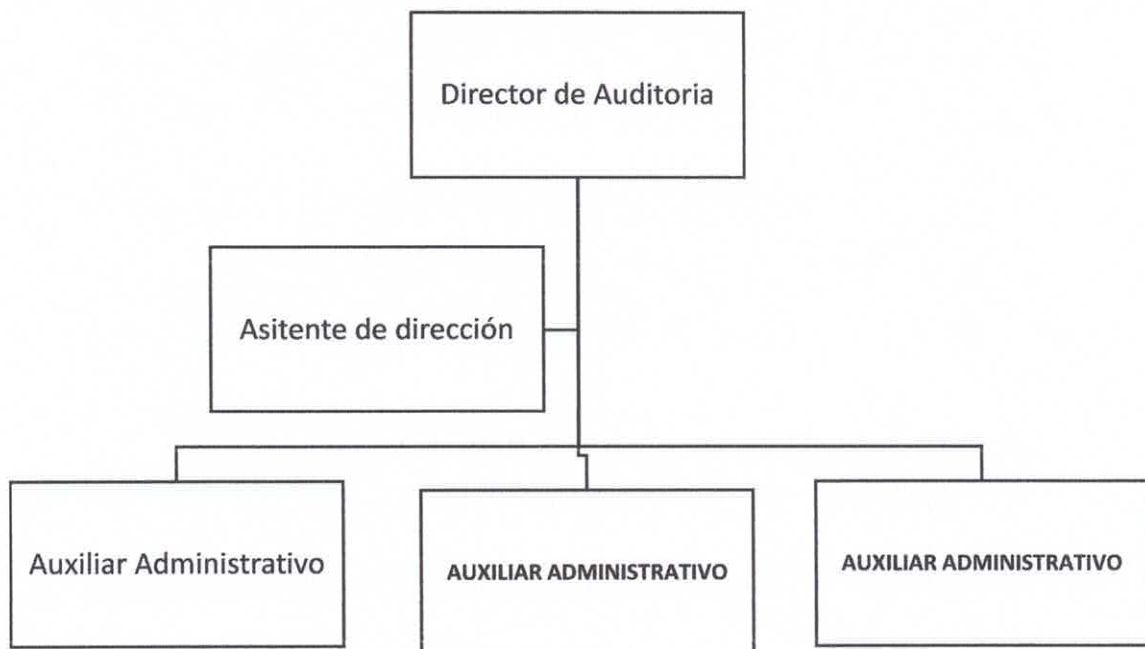 Director de Auditoria
Asitente de dirección
Auxiliar Administrativo
AUXILIAR ADMINISTRATIVO
AUXILIAR ADMINISTRATIVO